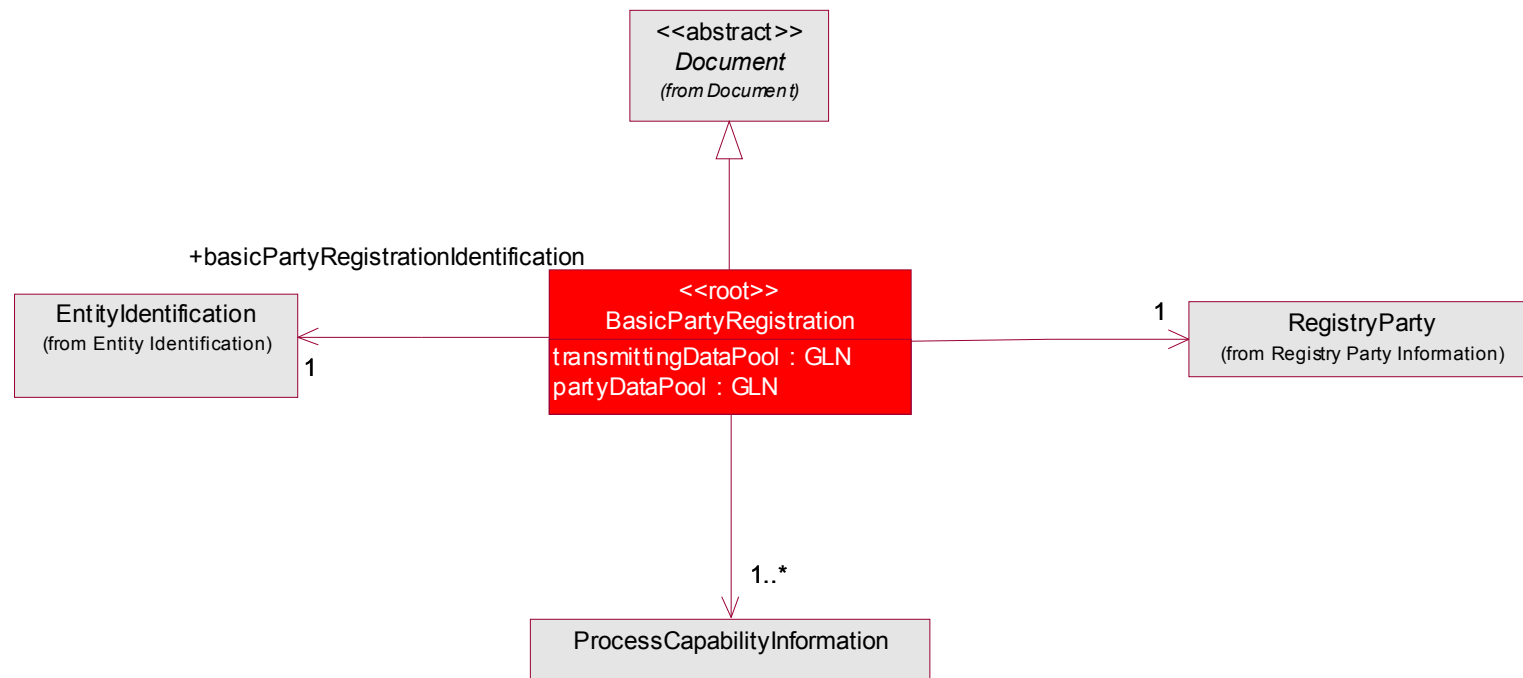 <<abstract>>
Document
(from Document)
+basicPartyRegistrationIdentification
EntityIdentification
(from Entity Identification)
1
<<root>>
BasicPartyRegistration
transmittingDataPool : GLN
partyDataPool : GLN
1
RegistryParty
(from Registry Party Information)
1..*
ProcessCapabilityInformation